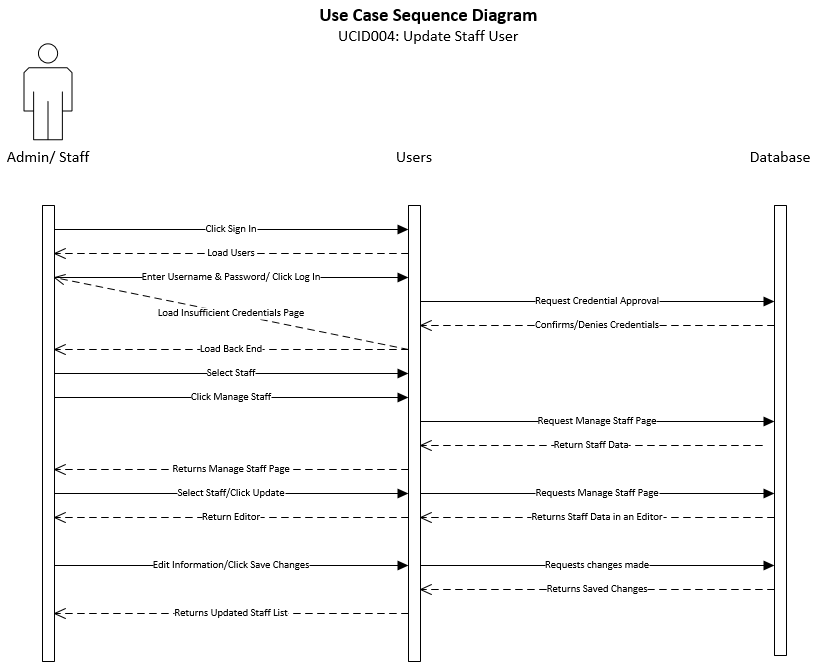 Use Case Sequence Diagram
UCID004: Update Staff User
Admin/ Staff
Users
Database
Click Sign In
Load Users
Enter Username & Password/ Click Log In
Request Credential Approval
Load Insufficient Credentials Page
Confirms/Denies Credentials
Load Back End
Select Staff
Click Manage Staff
Request Manage Staff Page
Return Staff Data
Returns Manage Staff Page
Select Staff/Click Update
Requests Manage Staff Page
Return Editor
Returns Staff Data in an Editor
Edit Information/Click Save Changes
Requests changes made
Returns Saved Changes
Returns Updated Staff List